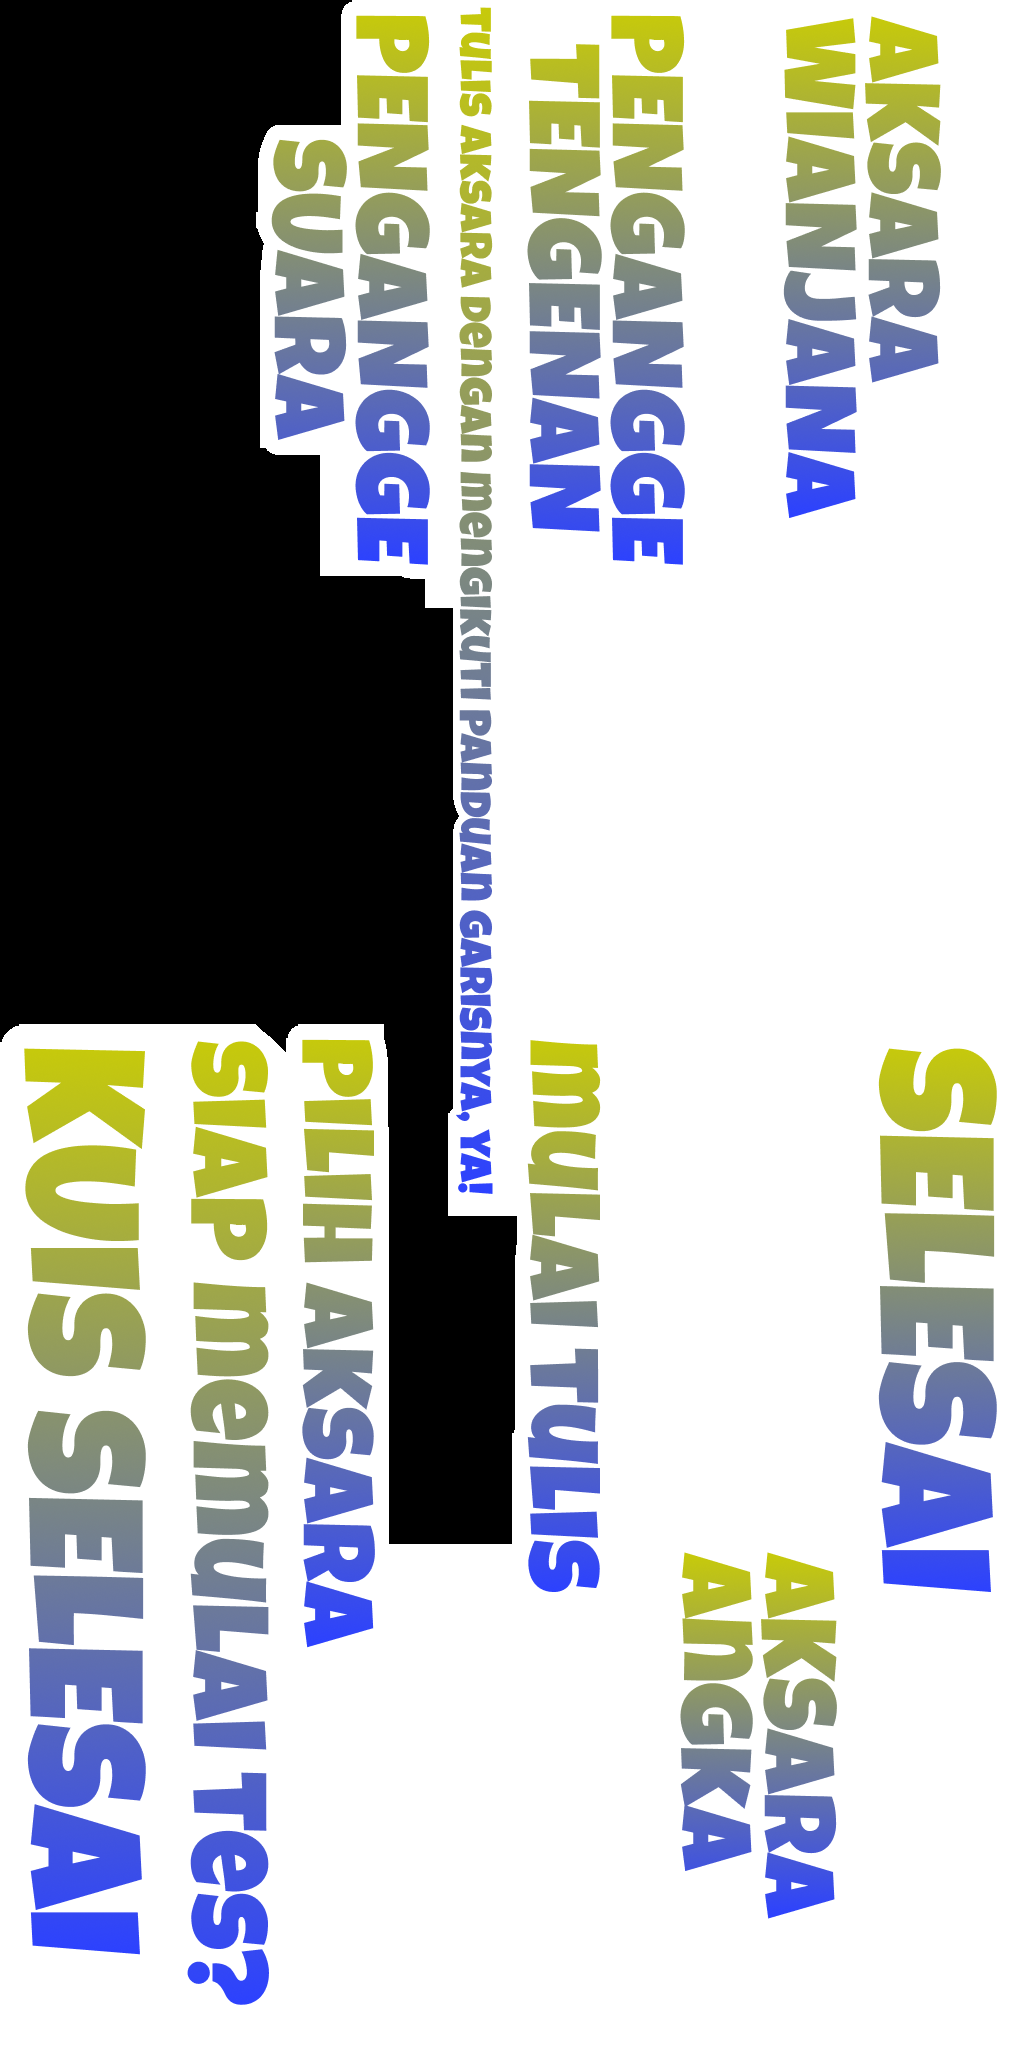 AKSARA
WIANJANA
PENGANGGE
TENGENAN
TULIS AKSARA DENGAN MENGIKUTI PANDUAN GARISNYA, YA!
PENGANGGE
SUARA
SELESAI
AKSARA
ANGKA
MULAI TULIS
PILIH AKSARA
SIAP MEMULAI TES?
KUIS SELESAI